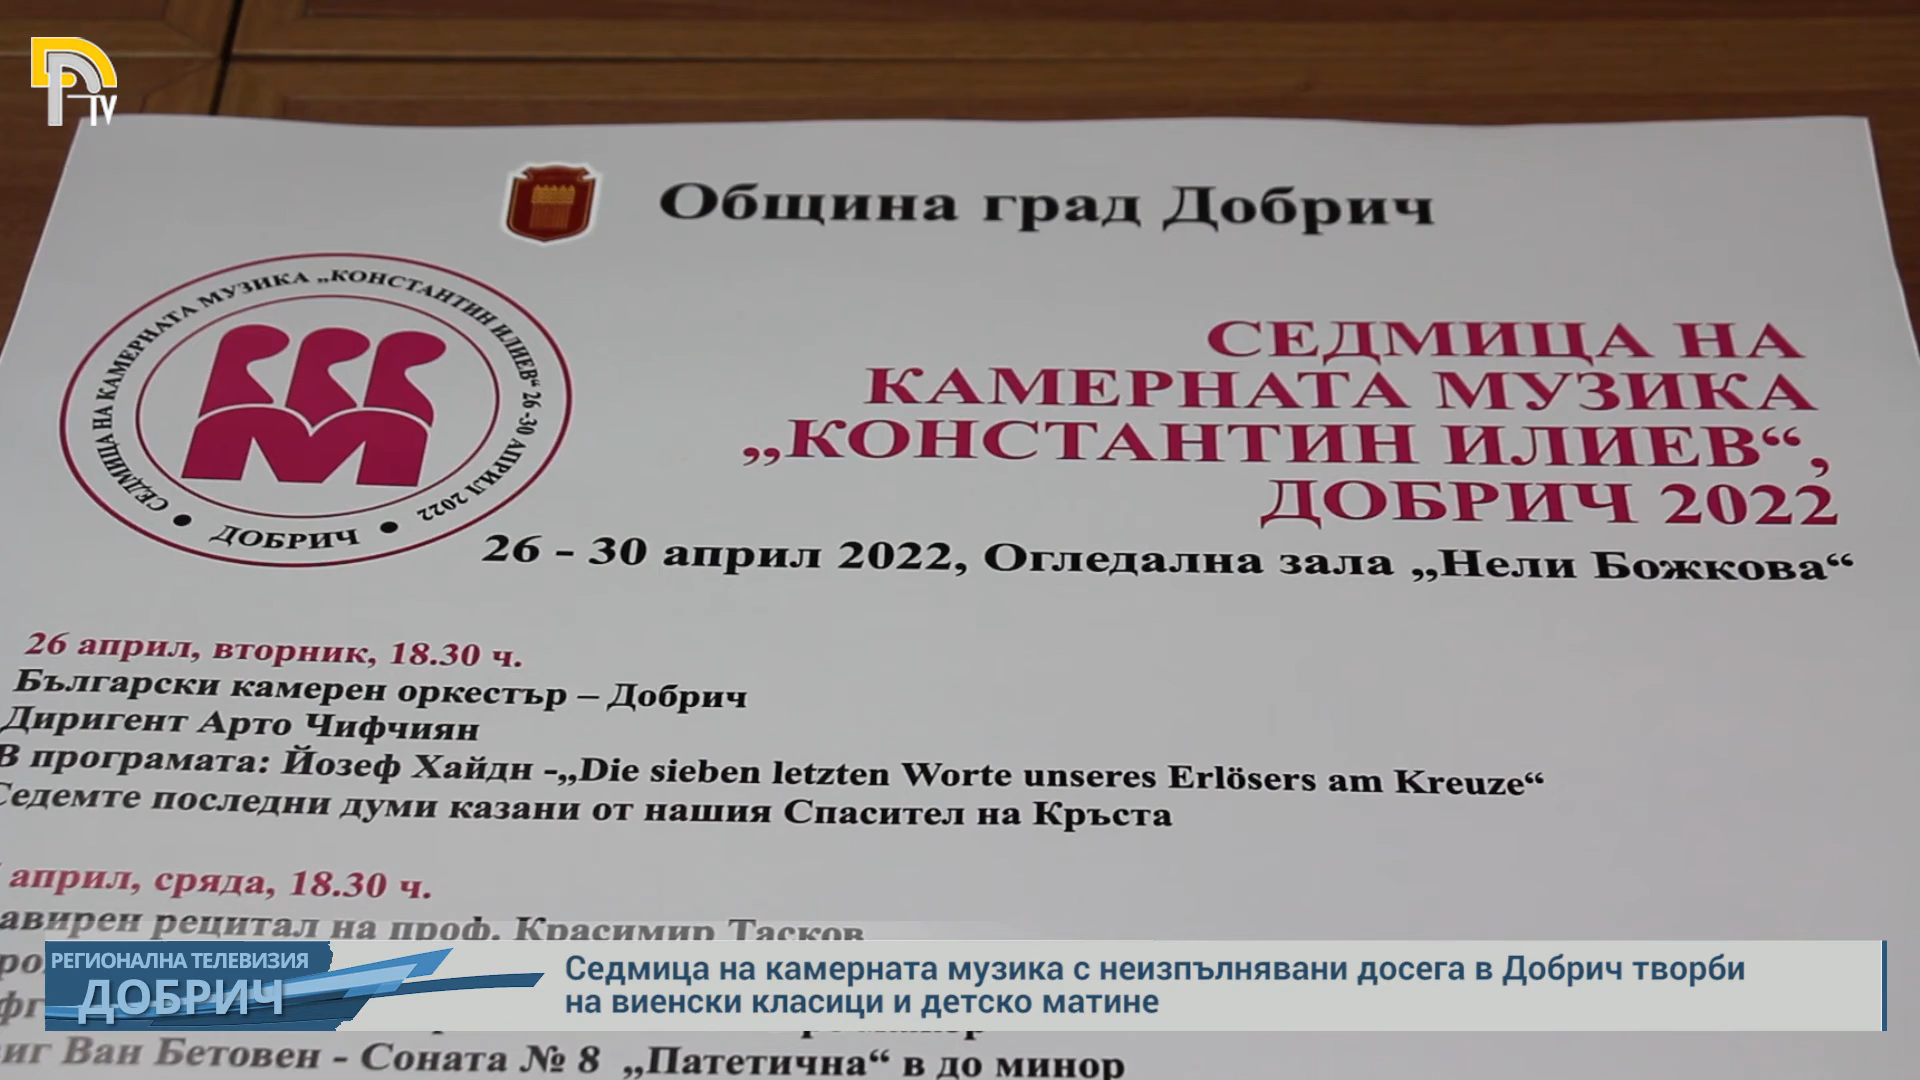 TV
Община град Добрич
СЕДМИЦА НА КАМЕРНАТА МУЗИКА „КОНСТАНТИН ИЛИЕВ“ 26 -30 АПРИЛ 2022
ДОБРИЧ
СЕДМИЦА НА
КАМЕРНАТА МУЗИКА
„КОНСТАНТИН ИЛИЕВ“,
ДОБРИЧ 2022
26 – 30 април 2022, Огледална зала „Нели Божкова“
26 април, вторник, 18.30 ч.
Български камерен оркестър – Добрич
Диригент Арто Чифчиян
В програмата: Йозеф Хайдн -„Die sieben letzten Worte unseres Erlösers am Kreuze“
Седемте последни думи казани от нашия Спасител на Кръста
април, сряда, 18.30 ч.
рецитал на проф. Красимир Тасков
РЕГИОНАЛНА ТЕЛЕВИЗИЯ
ДОБРИЧ
Седмица на камерната музика с неизпълнявани досега в Добрич творби
на виенски класици и детско матине
Ван Бетовен - Соната № 8 „Патетична“ в до минор